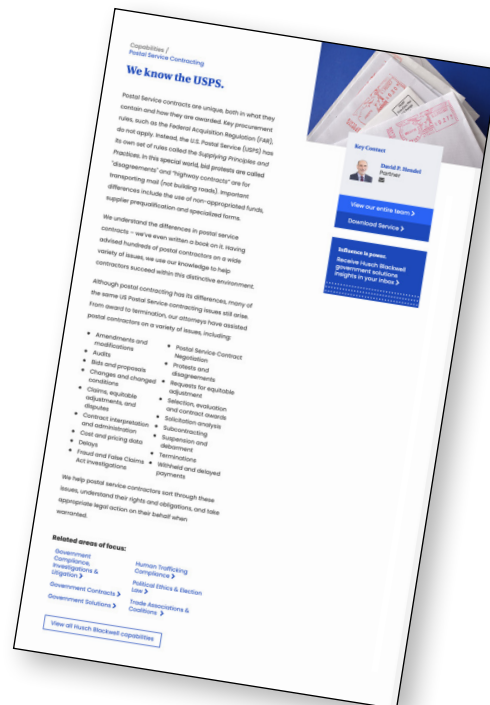 Capabilities /
Postal Service Contracting
We know the USPS.
Postal Service contracts are unique, both in what they
contain and how they are awarded. Key procurement
rules, such as the Federal Acquisition Regulation (FAR),
do not apply. Instead, the U.S. Postal Service (USPS) has
its own set of rules called the Supplying Principles and
Practices. In this special world, bid protests are called
"disagreements" and "highway contracts" are for
transporting mail (not building roads). Important
differences include the use of non-appropriated funds,
supplier prequalification and specialized forms.
We understand the differences in postal service
contracts – we've even written a book on it. Having
advised hundreds of postal contractors on a wide
variety of issues, we use our knowledge to help
contractors succeed within this distinctive environment.
Although postal contracting has its differences, many of
the same US Postal Service contracting issues still arise.
From award to termination, our attorneys have assisted
postal contractors on a variety of issues, including:
Amendments and
modifications
Audits
Bids and proposals
Changes and changed
conditions
Claims, equitable
adjustments, and
disputes
Contract interpretation
and administration
Cost and pricing data
Delays
Fraud and False Claims
Act investigations
Postal Service Contract
Negotiation
Protests and
disagreements
Requests for equitable
adjustment
Selection, evaluation
and contract awards
Solicitation analysis
Subcontracting
Suspension and
debarment
Terminations
Withheld and delayed
payments
We help postal service contractors sort through these
issues, understand their rights and obligations, and take
appropriate legal action on their behalf when
warranted.
Related areas of focus:
Government
Compliance,
Investigations &
Litigation >
Government Contracts >
Government Solutions >
Human Trafficking
Compliance >
Political Ethics & Election
Law >
Trade Associations &
Coalitions >
View all Husch Blackwell capabilities
Key Contact
David P. Hendel
Partner
View our entire team >
Download Service >
Influence is power.
Receive Husch Blackwell
government solutions
insights in your inbox >